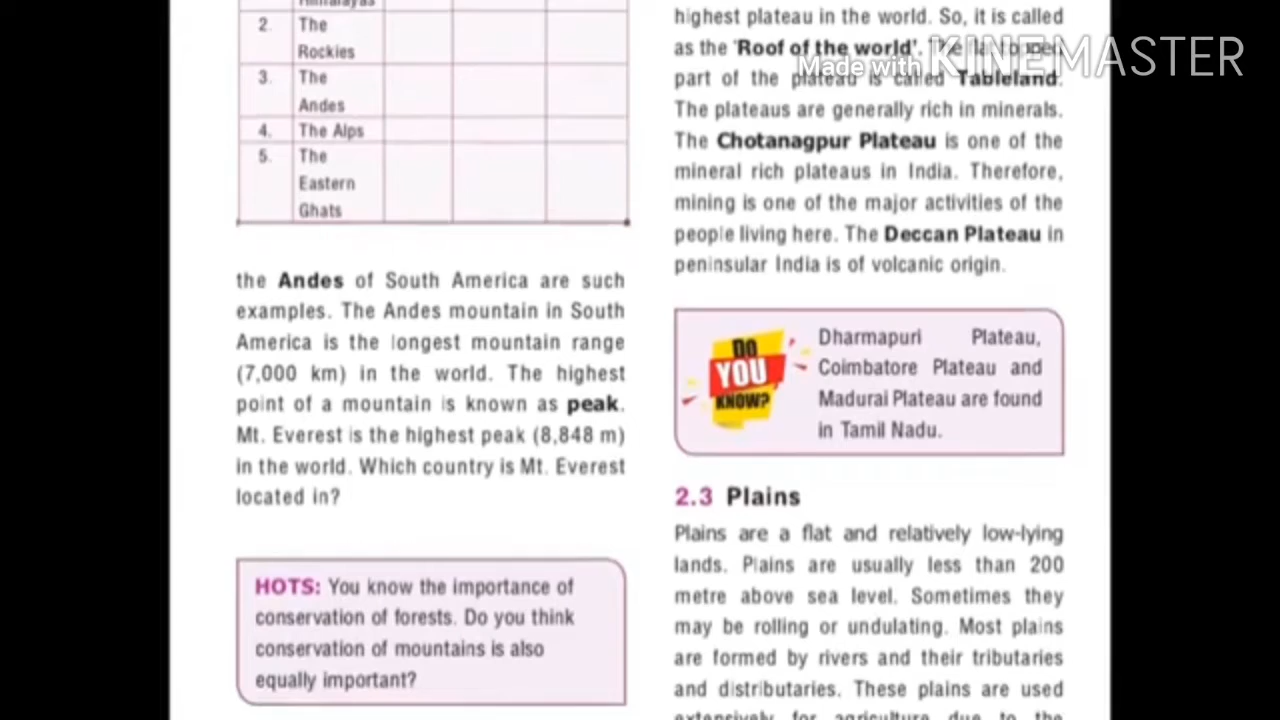 Himalayas
2. The
Rockies
3. The
Andes
4. The Alps
5. The
Eastern
Ghats
the Andes of South America are such
examples. The Andes mountain in South
America is the longest mountain range
(7,000 km) in the world. The highest
point of a mountain is known as peak.
Mt. Everest is the highest peak (8,848 m)
in the world. Which country is Mt. Everest
located in?
HOTS: You know the importance of
conservation of forests. Do you think
conservation of mountains is also
equally important?
highest plateau in the world. So, it is called
as the 'Roof of the world'. The flat topped
part of the plateau is called Tableland.
The plateaus are generally rich in minerals.
The Chotanagpur Plateau is one of the
mineral rich plateaus in India. Therefore,
mining is one of the major activities of the
people living here. The Deccan Plateau in
peninsular India is of volcanic origin.
DO
YOU
KNOW?
Dharmapuri Plateau,
Coimbatore Plateau and
Madurai Plateau are found
in Tamil Nadu.
2.3 Plains
Plains are a flat and relatively low-lying
lands. Plains are usually less than 200
metre above sea level. Sometimes they
may be rolling or undulating. Most plains
are formed by rivers and their tributaries
and distributaries. These plains are used
extensively for agriculture due to the
Made with KINEMASTER